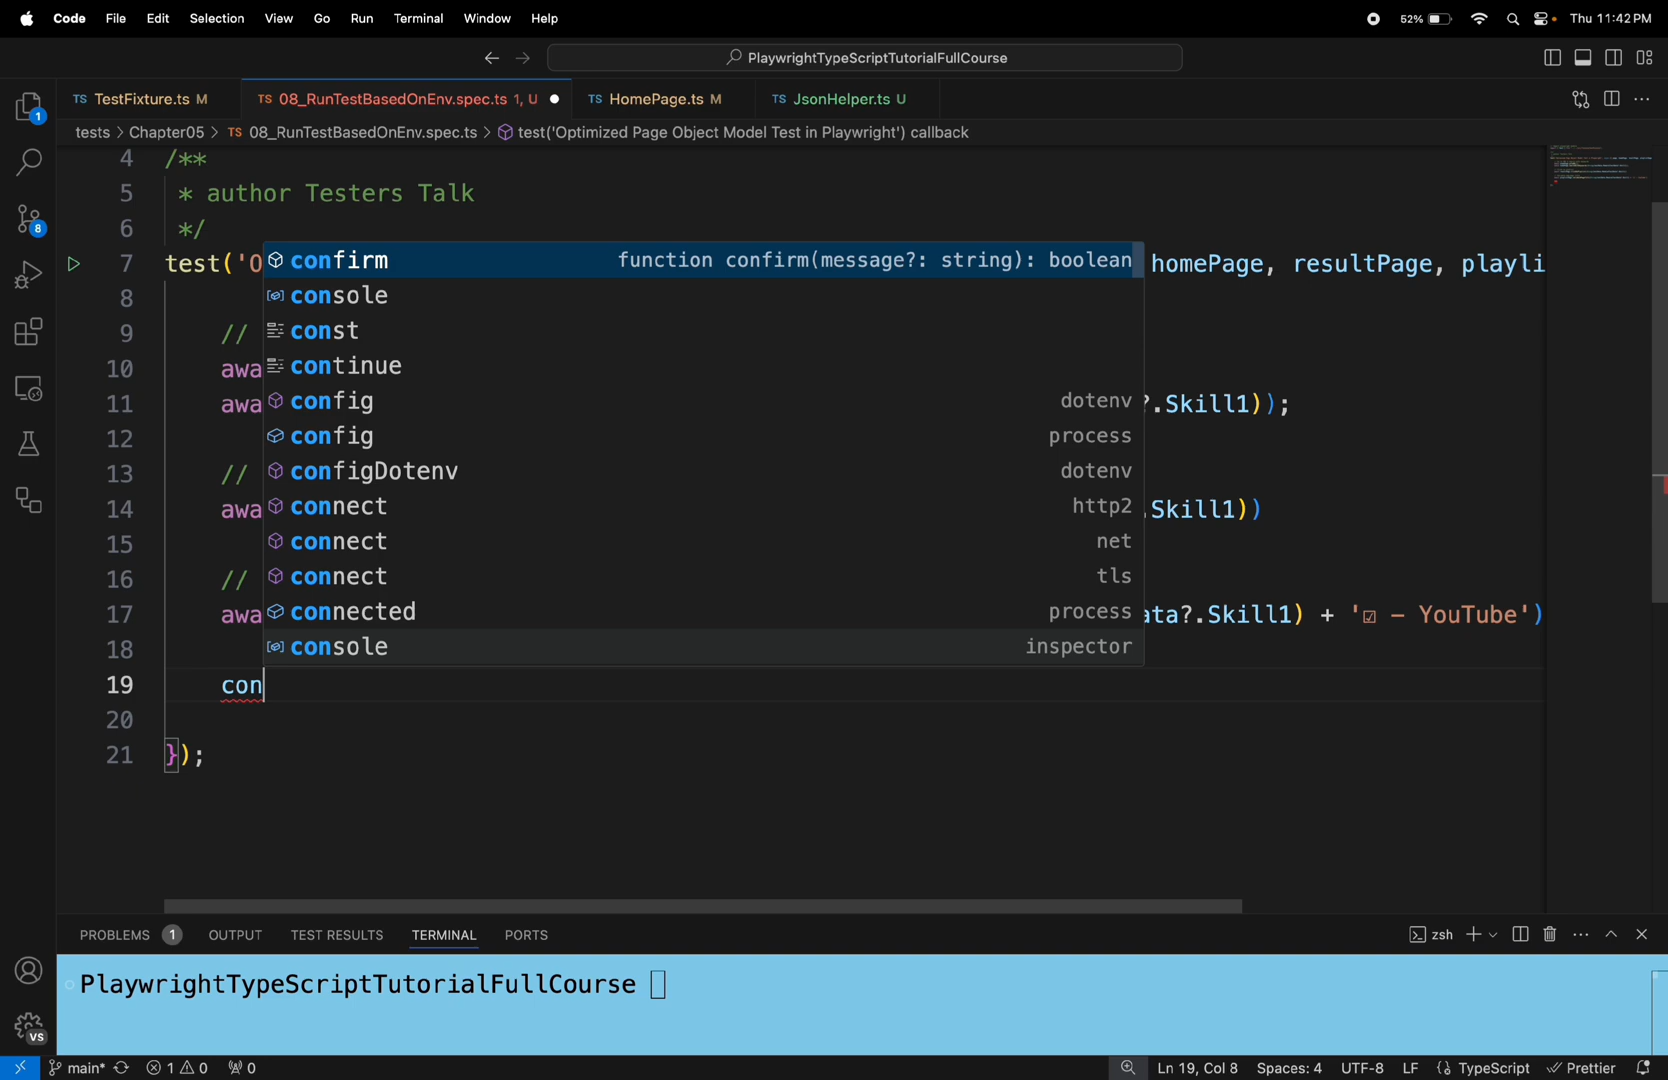 Code File Edit Selection View Go Run Terminal Window Help 52% Thu 11:42 PM
PlaywrightTypeScriptTutorialFullCourse
TS TestFixture.ts M TS 08_RunTestBasedOnEnv.spec.ts 1, U TS HomePage.ts M TS JsonHelper.ts U
tests > Chapter05 > TS 08_RunTestBasedOnEnv.spec.ts > test('Optimized Page Object Model Test in Playwright') callback
4 /**
5 * author Testers Talk
6 */
7 test('O homePage, resultPage, playli
confirm function confirm(message?: string): boolean
8
console
9 //
const
10 awa
continue
11 awa ?.Skill1));
config dotenv
12
config process
13 //
configDotenv dotenv
14 awa .Skill1))
connect http2
15
connect net
16 //
connect tls
17 awa ata?.Skill1) + '☑ – YouTube')
connected process
18
console inspector
19 con
20
21 });
PROBLEMS 1 OUTPUT TEST RESULTS TERMINAL PORTS zsh
PlaywrightTypeScriptTutorialFullCourse
1
8
VS
main* 1 0 0 Ln 19, Col 8 Spaces: 4 UTF-8 LF {} TypeScript Prettier